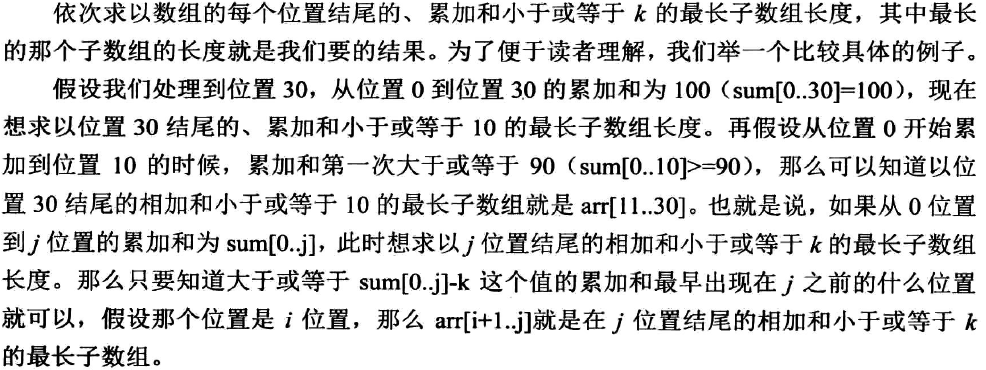 依次求以数组的每个位置结尾的、累加和小于或等于 k 的最长子数组长度，其中最长
的那个子数组的长度就是我们要的结果。为了便于读者理解，我们举一个比较具体的例子。
假设我们处理到位置 30，从位置 0 到位置 30 的累加和为 100（sum[0..30]=100），现在
想求以位置 30 结尾的、累加和小于或等于 10 的最长子数组长度。再假设从位置 0 开始累
加到位置 10 的时候，累加和第一次大于或等于 90（sum[0..10]>=90），那么可以知道以位
置 30 结尾的相加和小于或等于 10 的最长子数组就是 arr[11..30]。也就是说，如果从 0 位置
到 j 位置的累加和为 sum[0..j]，此时想求以 j 位置结尾的相加和小于或等于 k 的最长子数组
长度。那么只要知道大于或等于 sum[0..j]-k 这个值的累加和最早出现在 j 之前的什么位置
就可以，假设那个位置是 i 位置，那么 arr[i+1..j]就是在 j 位置结尾的相加和小于或等于 k
的最长子数组。